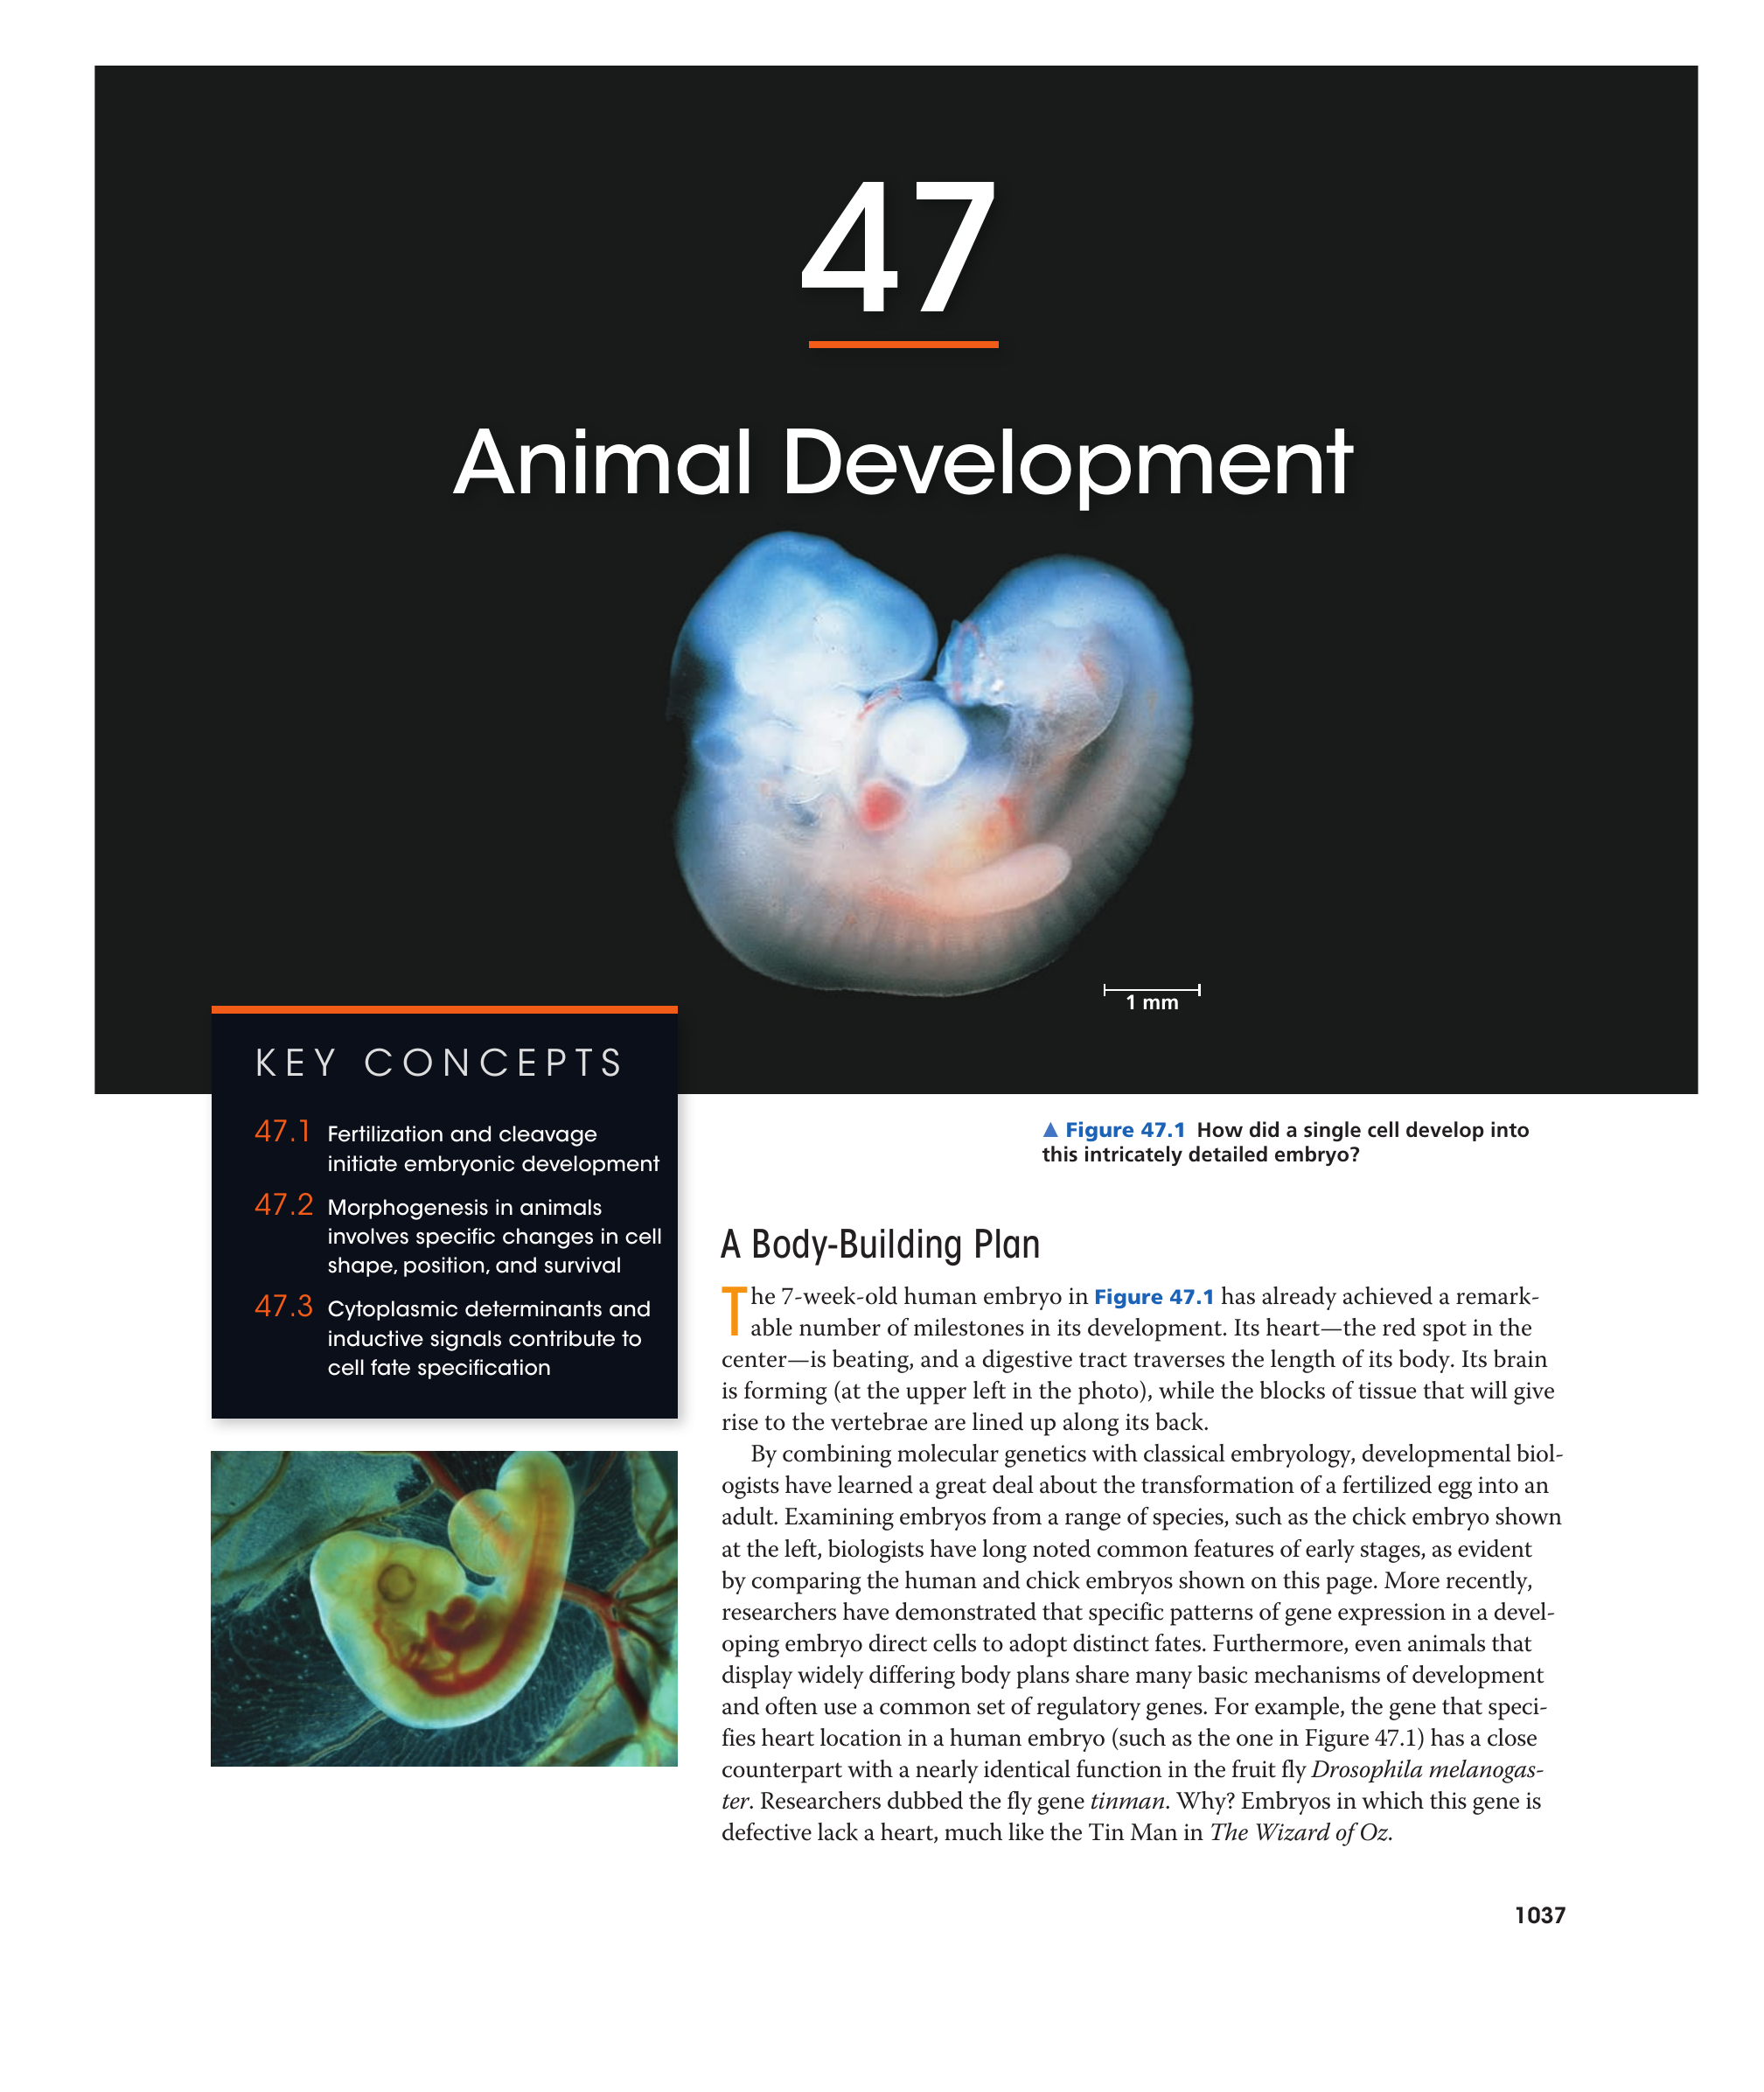 47
Animal Development
1 mm
KEY CONCEPTS
47.1 Fertilization and cleavage
initiate embryonic development
47.2 Morphogenesis in animals
involves specific changes in cell
shape, position, and survival
47.3 Cytoplasmic determinants and
inductive signals contribute to
cell fate specification
▲ Figure 47.1 How did a single cell develop into
this intricately detailed embryo?
A Body-Building Plan
The 7-week-old human embryo in Figure 47.1 has already achieved a remark-
able number of milestones in its development. Its heart—the red spot in the
center—is beating, and a digestive tract traverses the length of its body. Its brain
is forming (at the upper left in the photo), while the blocks of tissue that will give
rise to the vertebrae are lined up along its back.
By combining molecular genetics with classical embryology, developmental biol-
ogists have learned a great deal about the transformation of a fertilized egg into an
adult. Examining embryos from a range of species, such as the chick embryo shown
at the left, biologists have long noted common features of early stages, as evident
by comparing the human and chick embryos shown on this page. More recently,
researchers have demonstrated that specific patterns of gene expression in a devel-
oping embryo direct cells to adopt distinct fates. Furthermore, even animals that
display widely differing body plans share many basic mechanisms of development
and often use a common set of regulatory genes. For example, the gene that speci-
fies heart location in a human embryo (such as the one in Figure 47.1) has a close
counterpart with a nearly identical function in the fruit fly Drosophila melanogas-
ter. Researchers dubbed the fly gene tinman. Why? Embryos in which this gene is
defective lack a heart, much like the Tin Man in The Wizard of Oz.
1037